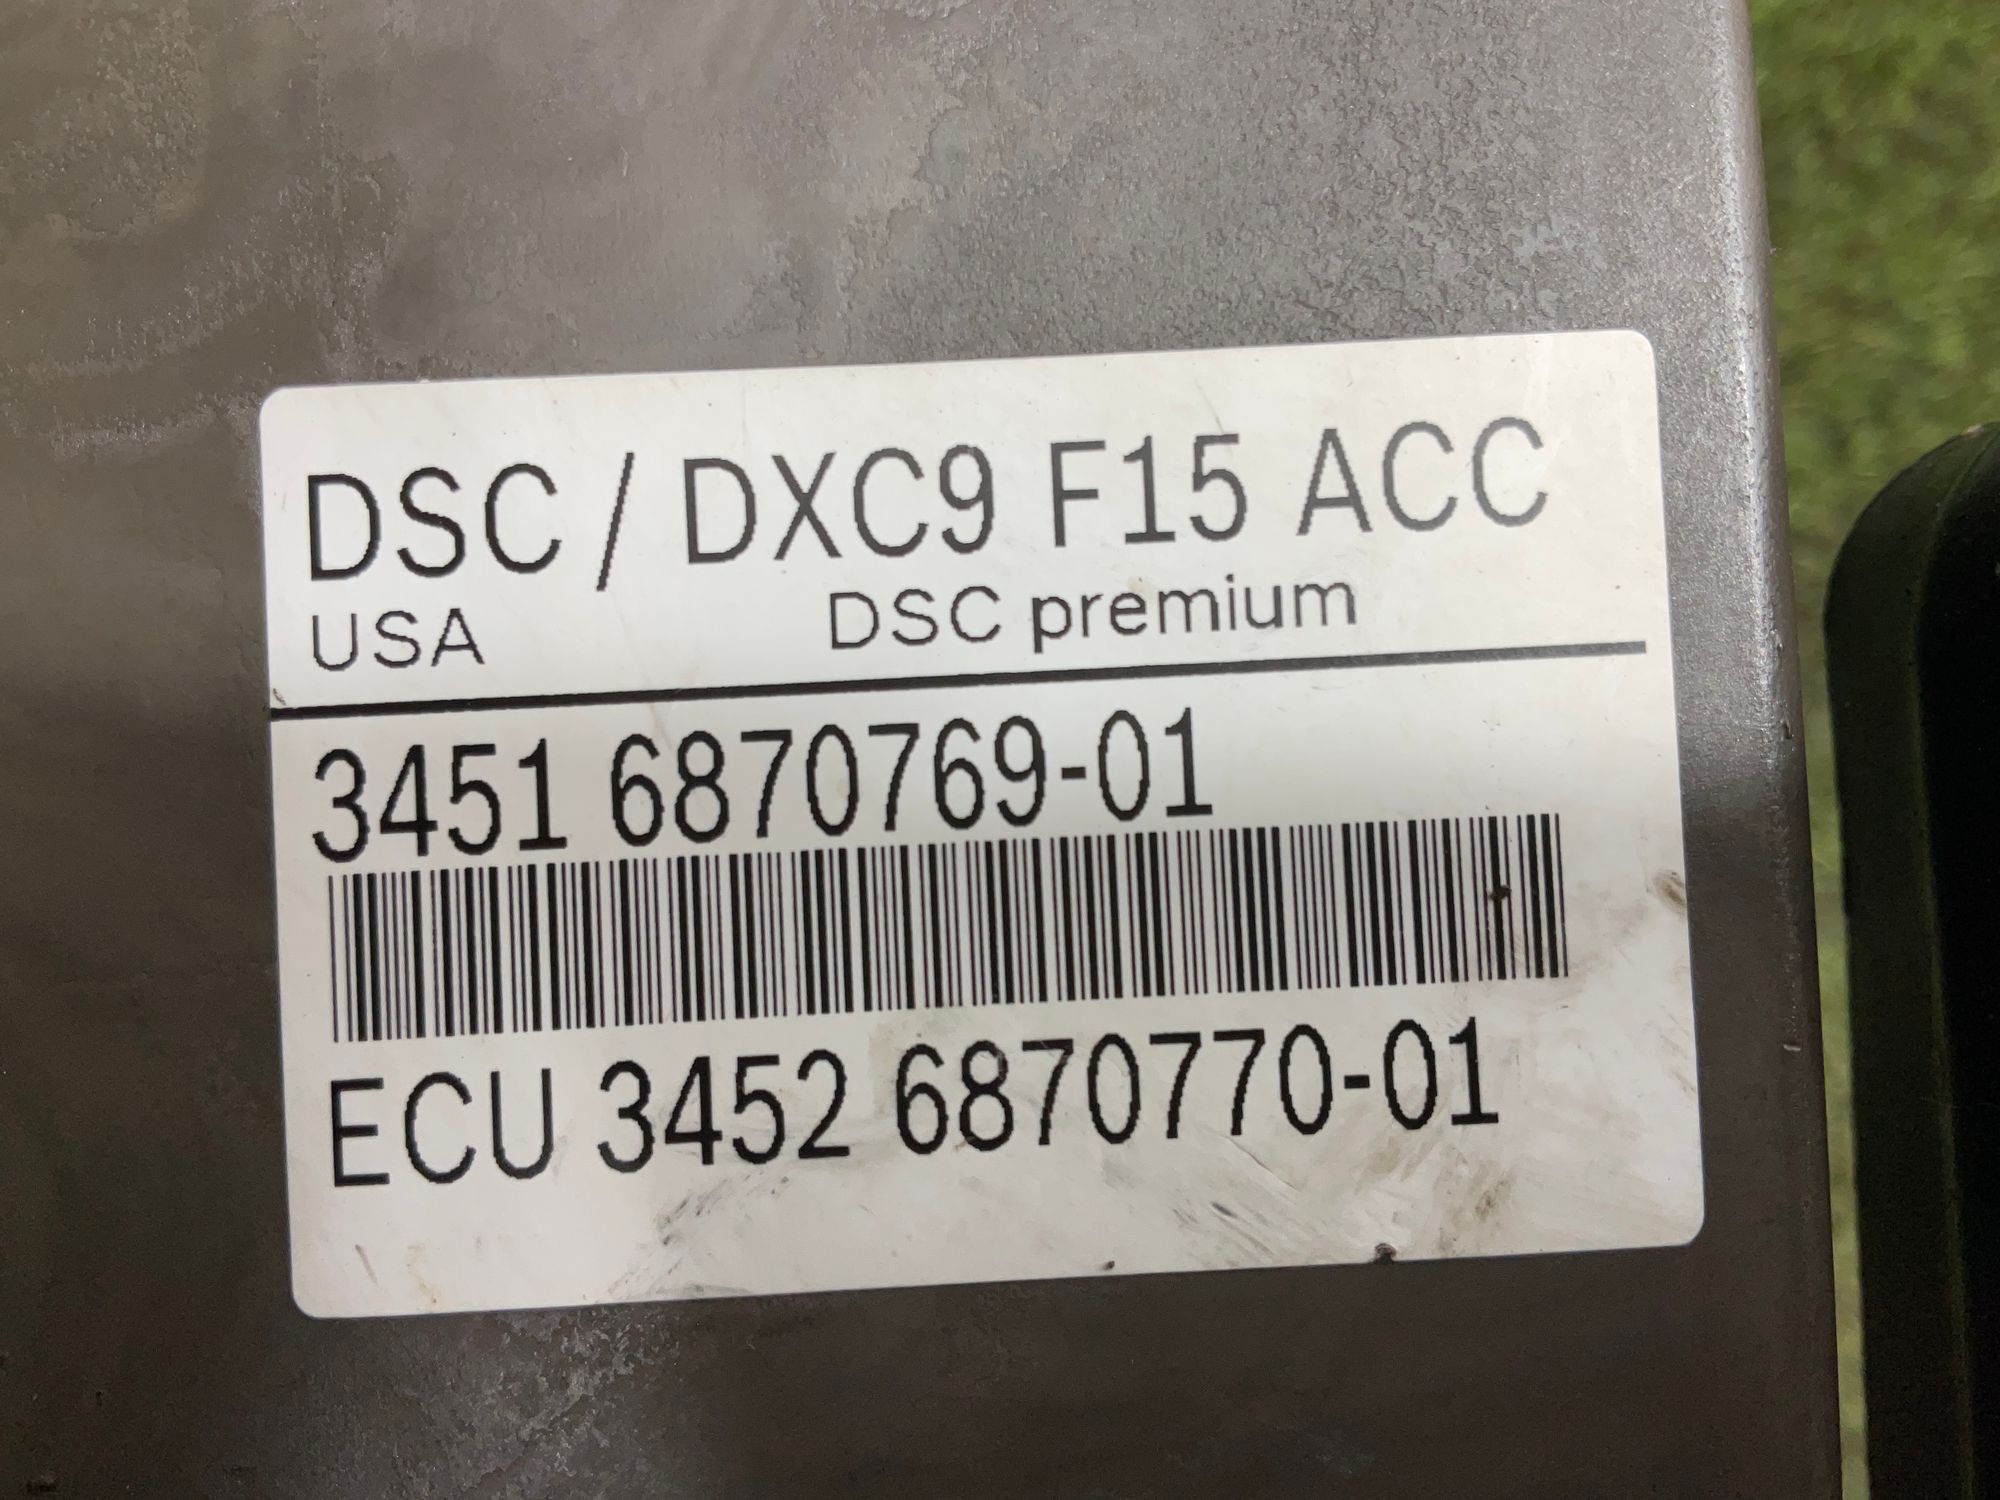 DSC / DXC9 F15 ACC
USA DSC premium
3451 6870769-01
ECU 3452 6870770-01